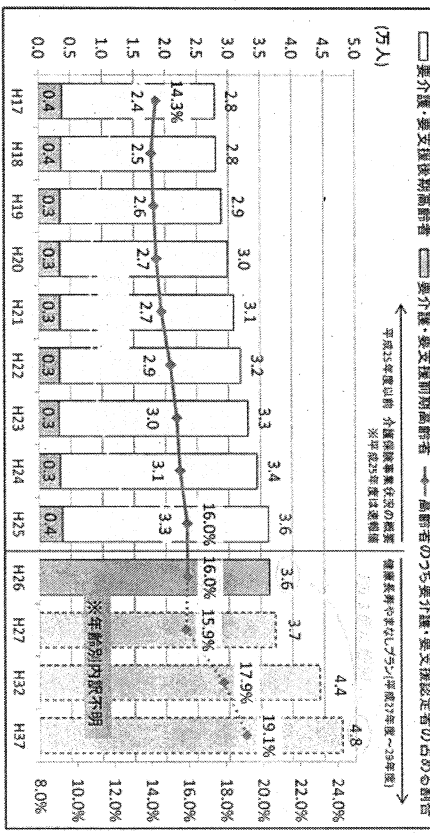 □要介護・要支援後期高齢者 □要介護・要支援前期高齢者 ─◆─高齢者のうち要介護・要支援認定者の占める割合
(万人)
平成25年度以前 介護保険事業状況の概要
※平成25年度は速報値
健康長寿やまなしプラン(平成27年度～29年度)
5.0
4.5
4.0
3.5
3.0
2.5
2.0
1.5
1.0
0.5
0.0
2.8 2.8 2.9 3.0 3.1 3.2 3.3 3.4 3.6 3.6 3.7 4.4 4.8
14.3% 16.0% 16.0% 15.9% 17.9% 19.1%
2.4 2.5 2.6 2.7 2.7 2.9 3.0 3.1 3.3
※年齢別内訳不明
0.4 0.4 0.3 0.3 0.3 0.3 0.3 0.3 0.4
H17 H18 H19 H20 H21 H22 H23 H24 H25 H26 H27 H32 H37
24.0%
22.0%
20.0%
18.0%
16.0%
14.0%
12.0%
10.0%
8.0%